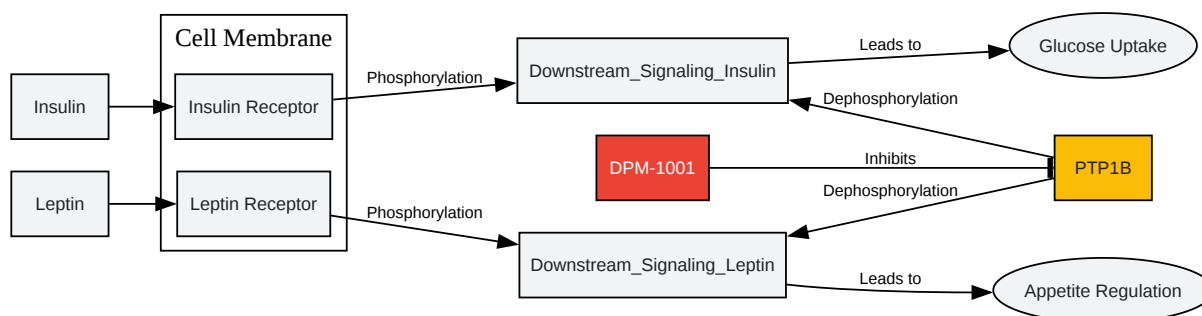 Cell Membrane
Insulin
Insulin Receptor
Phosphorylation
Downstream_Signaling_Insulin
Leads to
Glucose Uptake
Dephosphorylation
DPM-1001
Inhibits
PTP1B
Dephosphorylation
Leptin
Leptin Receptor
Phosphorylation
Downstream_Signaling_Leptin
Leads to
Appetite Regulation